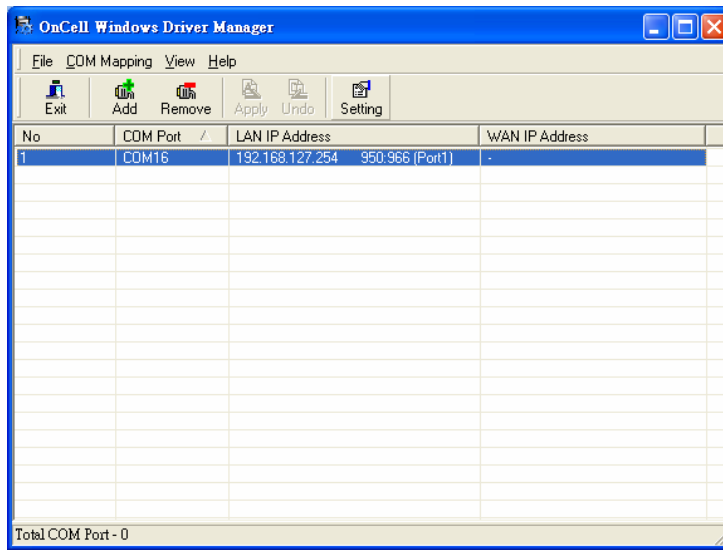 OnCell Windows Driver Manager
File COM Mapping View Help
Exit Add Remove Apply Undo Setting
No COM Port LAN IP Address WAN IP Address
1 COM16 192.168.127.254 950:966 (Port1) -
Total COM Port - 0